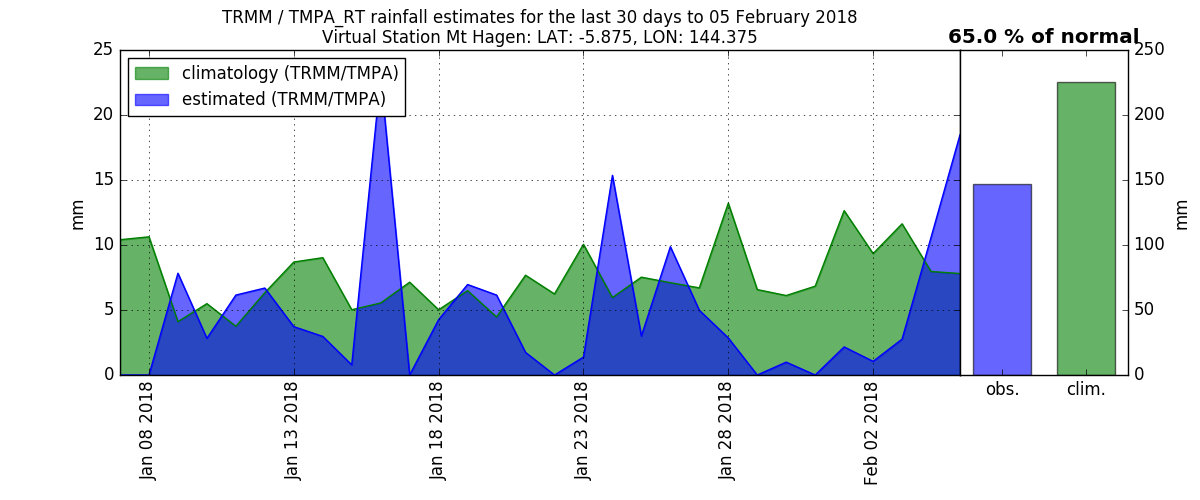 TRMM / TMPA_RT rainfall estimates for the last 30 days to 05 February 2018
Virtual Station Mt Hagen: LAT: -5.875, LON: 144.375
65.0 % of normal
climatology (TRMM/TMPA)
estimated (TRMM/TMPA)
25
20
15
10
5
0
mm
250
200
150
100
50
0
mm
obs.
clim.
Jan 08 2018
Jan 13 2018
Jan 18 2018
Jan 23 2018
Jan 28 2018
Feb 02 2018